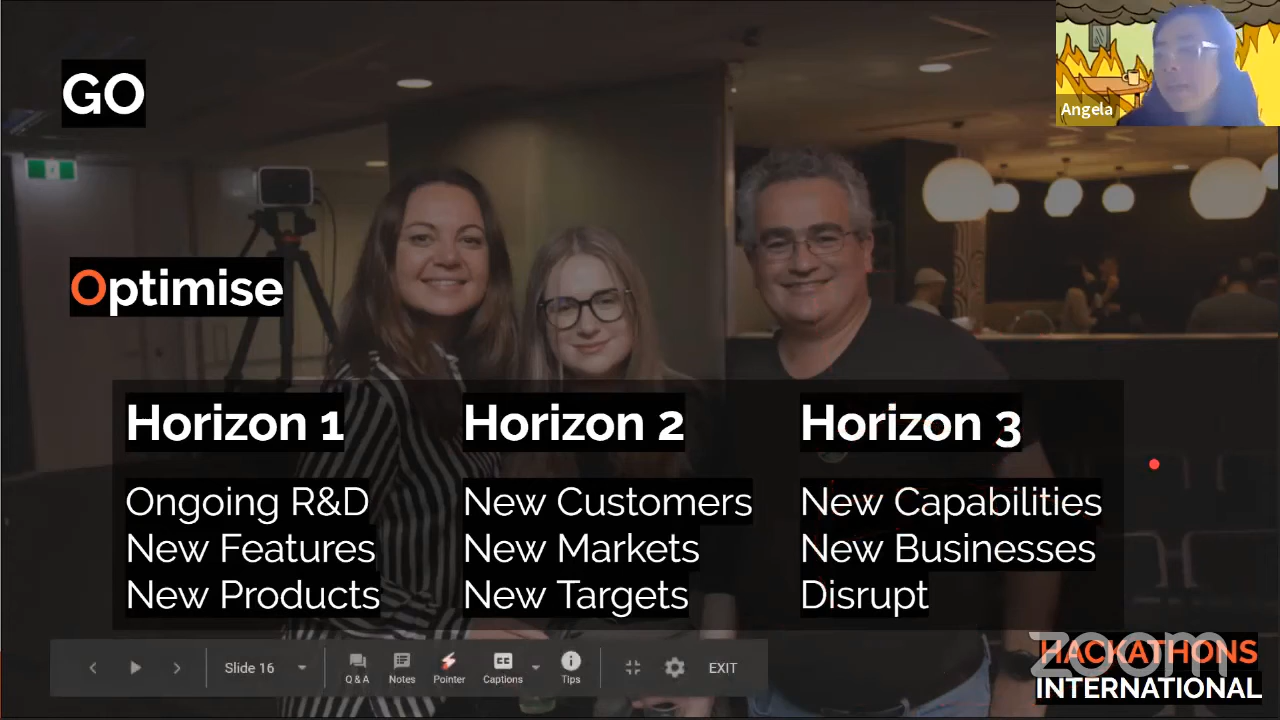 GO
Angela
Optimise
Horizon 1
Ongoing R&D
New Features
New Products
Horizon 2
New Customers
New Markets
New Targets
Horizon 3
New Capabilities
New Businesses
Disrupt
Slide 16
Q & A
Notes
Pointer
CC
Captions
Tips
EXIT
zoom
HACKATHONS
INTERNATIONAL